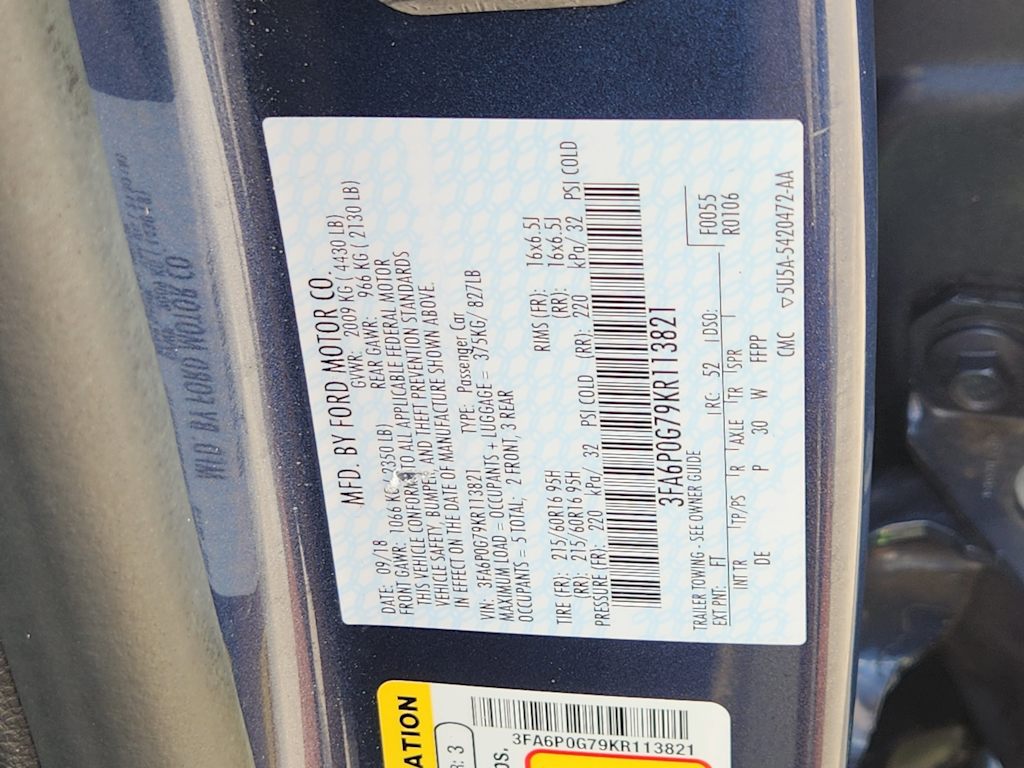 MFD. BY FORD MOTOR CO.
DATE: 09/18 GVWR: 2009 KG ( 4430 LB)
FRONT GAWR: 1066 KG ( 2350 LB) REAR GAWR: 966 KG ( 2130 LB)
THIS VEHICLE CONFORMS TO ALL APPLICABLE FEDERAL MOTOR
VEHICLE SAFETY, BUMPER, AND THEFT PREVENTION STANDARDS
IN EFFECT ON THE DATE OF MANUFACTURE SHOWN ABOVE.
VIN: 3FA6P0G79KR113821 TYPE: Passenger Car
MAXIMUM LOAD = OCCUPANTS + LUGGAGE = 375KG/ 827LB
OCCUPANTS = 5 TOTAL: 2 FRONT, 3 REAR
RIMS (FR): 16x6.5J
TIRE (FR): 215/60R16 95H (RR): 16x6.5J
(RR): 215/60R16 95H
PRESSURE (FR): 220 kPa/ 32 PSI COLD (RR): 220 kPa/ 32 PSI COLD
3FA6P0G79KR113821
TRAILER TOWING - SEE OWNER GUIDE
F0055
R0106
EXT PNT: FT RC: 52 DSO:
INT TR TP/PS R AXLE TR SPR
DE P 30 W FFPP
CMC ▽5U5A-5420472-AA
ATION
R: 3
OS.
3FA6P0G79KR113821